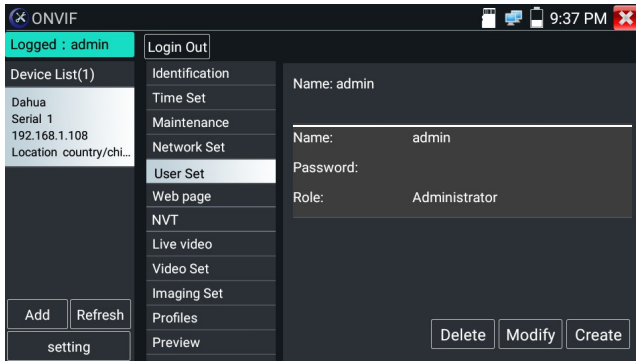 ONVIF
9:37 PM
Logged : admin
Login Out
Device List(1)
Dahua
Serial 1
192.168.1.108
Location country/chi...
Add
Refresh
setting
Identification
Time Set
Maintenance
Network Set
User Set
Web page
NVT
Live video
Video Set
Imaging Set
Profiles
Preview
Name: admin
Name: admin
Password:
Role: Administrator
Delete
Modify
Create